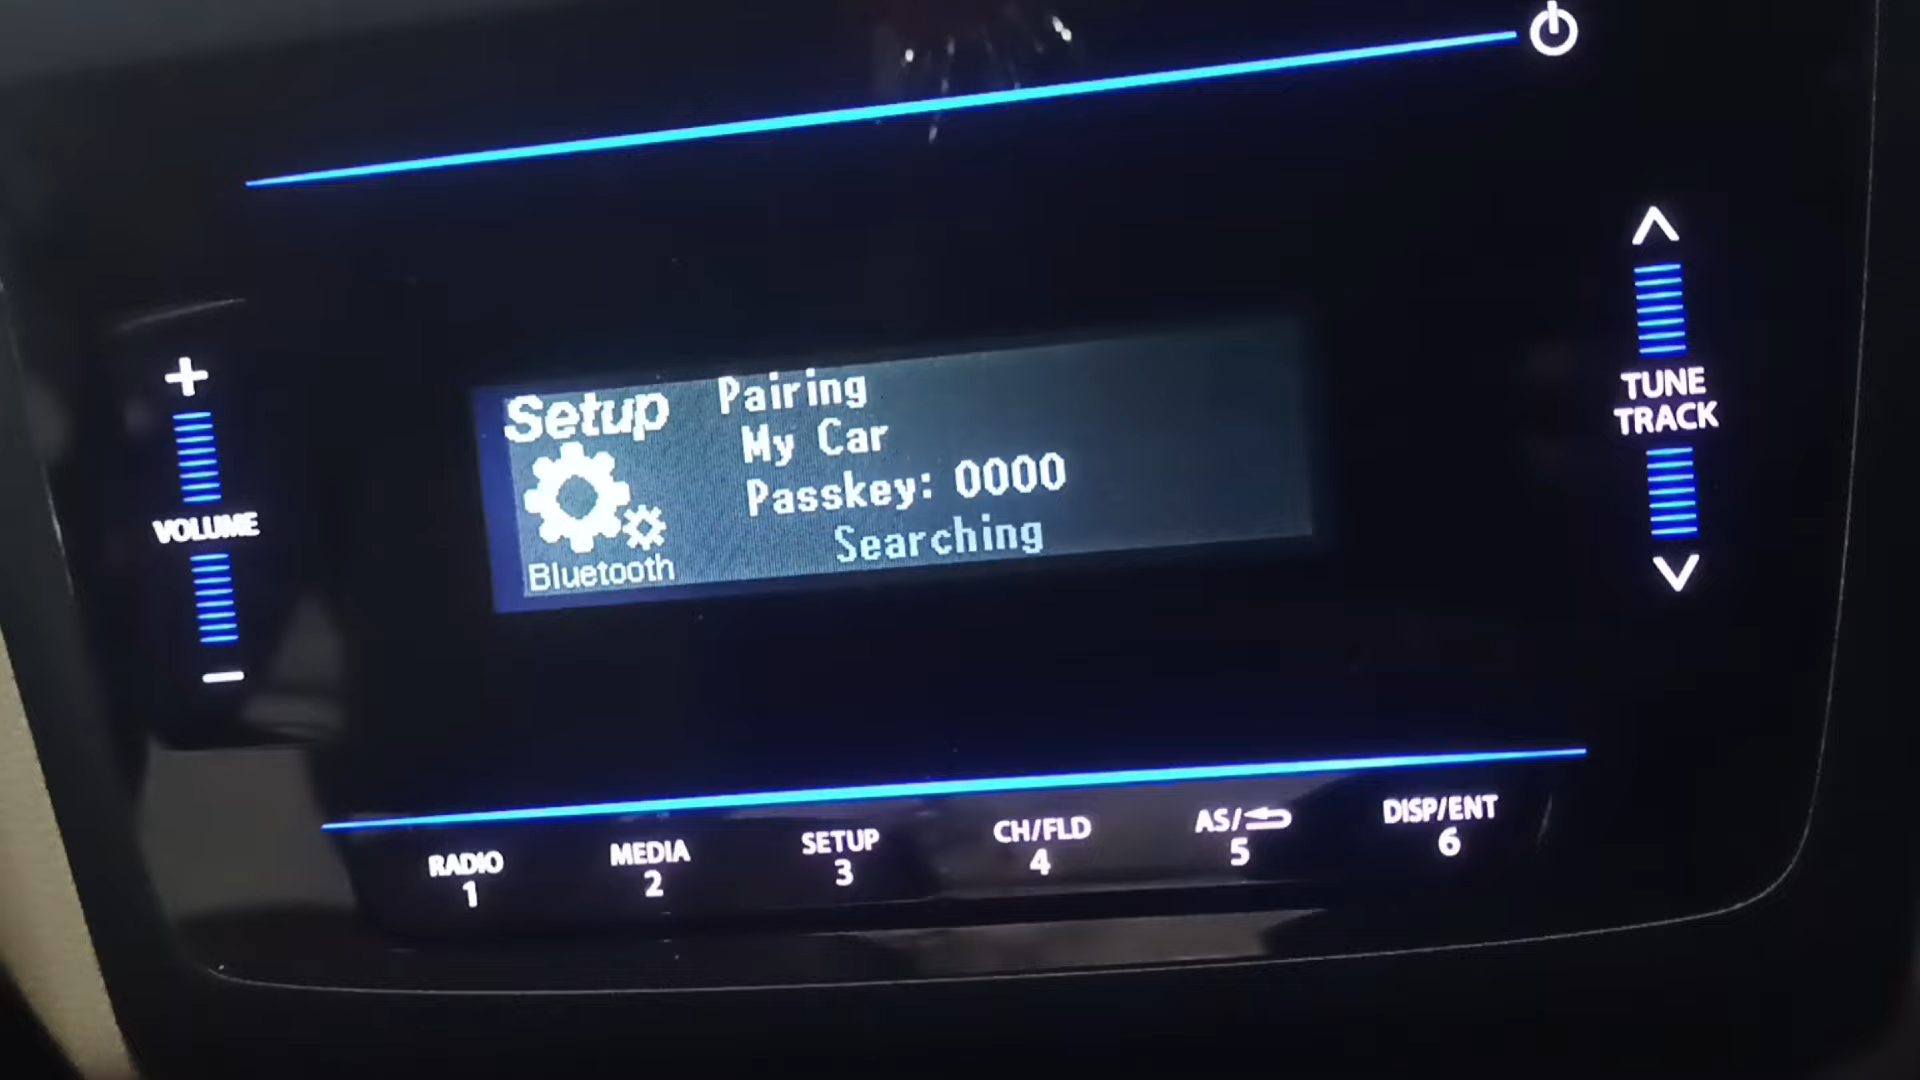 Setup
Bluetooth
Pairing
My Car
Passkey: 0000
Searching
+
VOLUME
−
TUNE
TRACK
RADIO
1
MEDIA
2
SETUP
3
CH/FLD
4
AS/
5
DISP/ENT
6